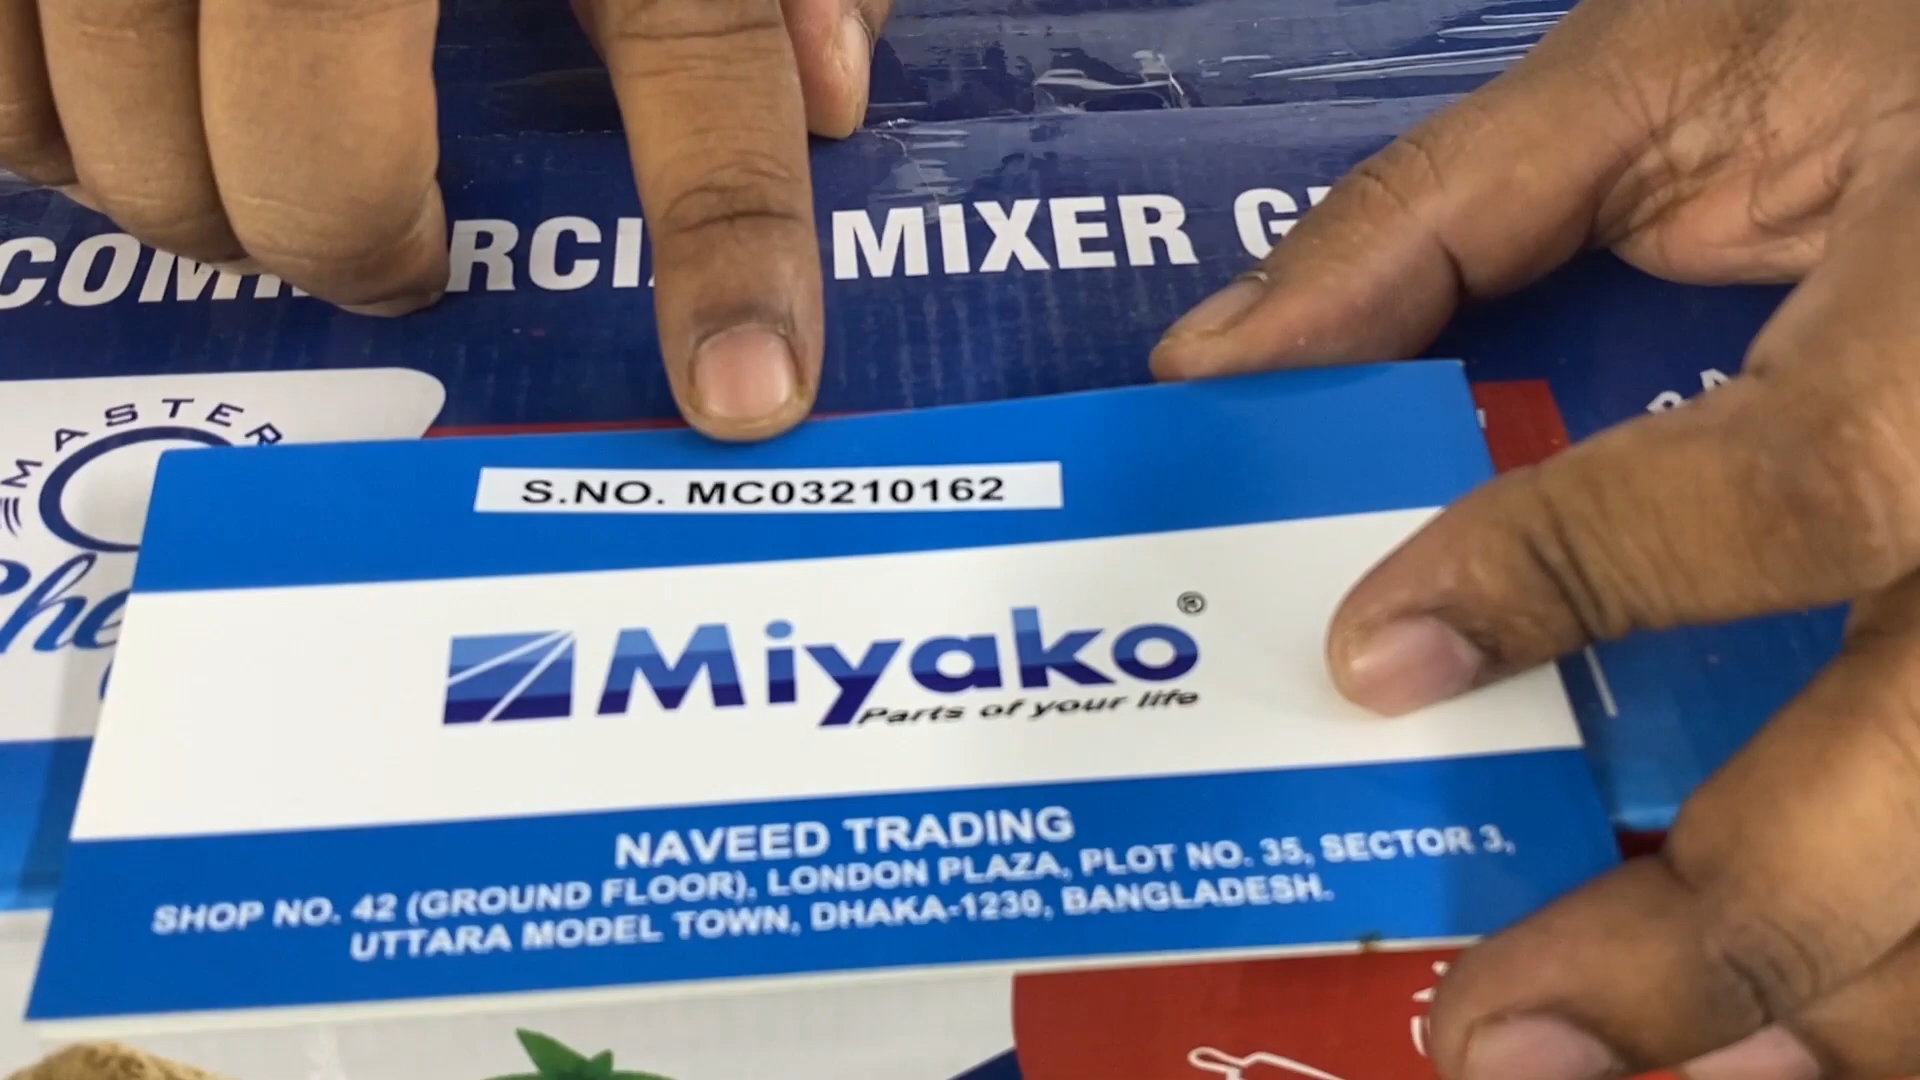 MIXER
MASTER
S.NO. MC03210162
Miyako®
Parts of your life
NAVEED TRADING
SHOP NO. 42 (GROUND FLOOR), LONDON PLAZA, PLOT NO. 35, SECTOR 3,
UTTARA MODEL TOWN, DHAKA-1230, BANGLADESH.